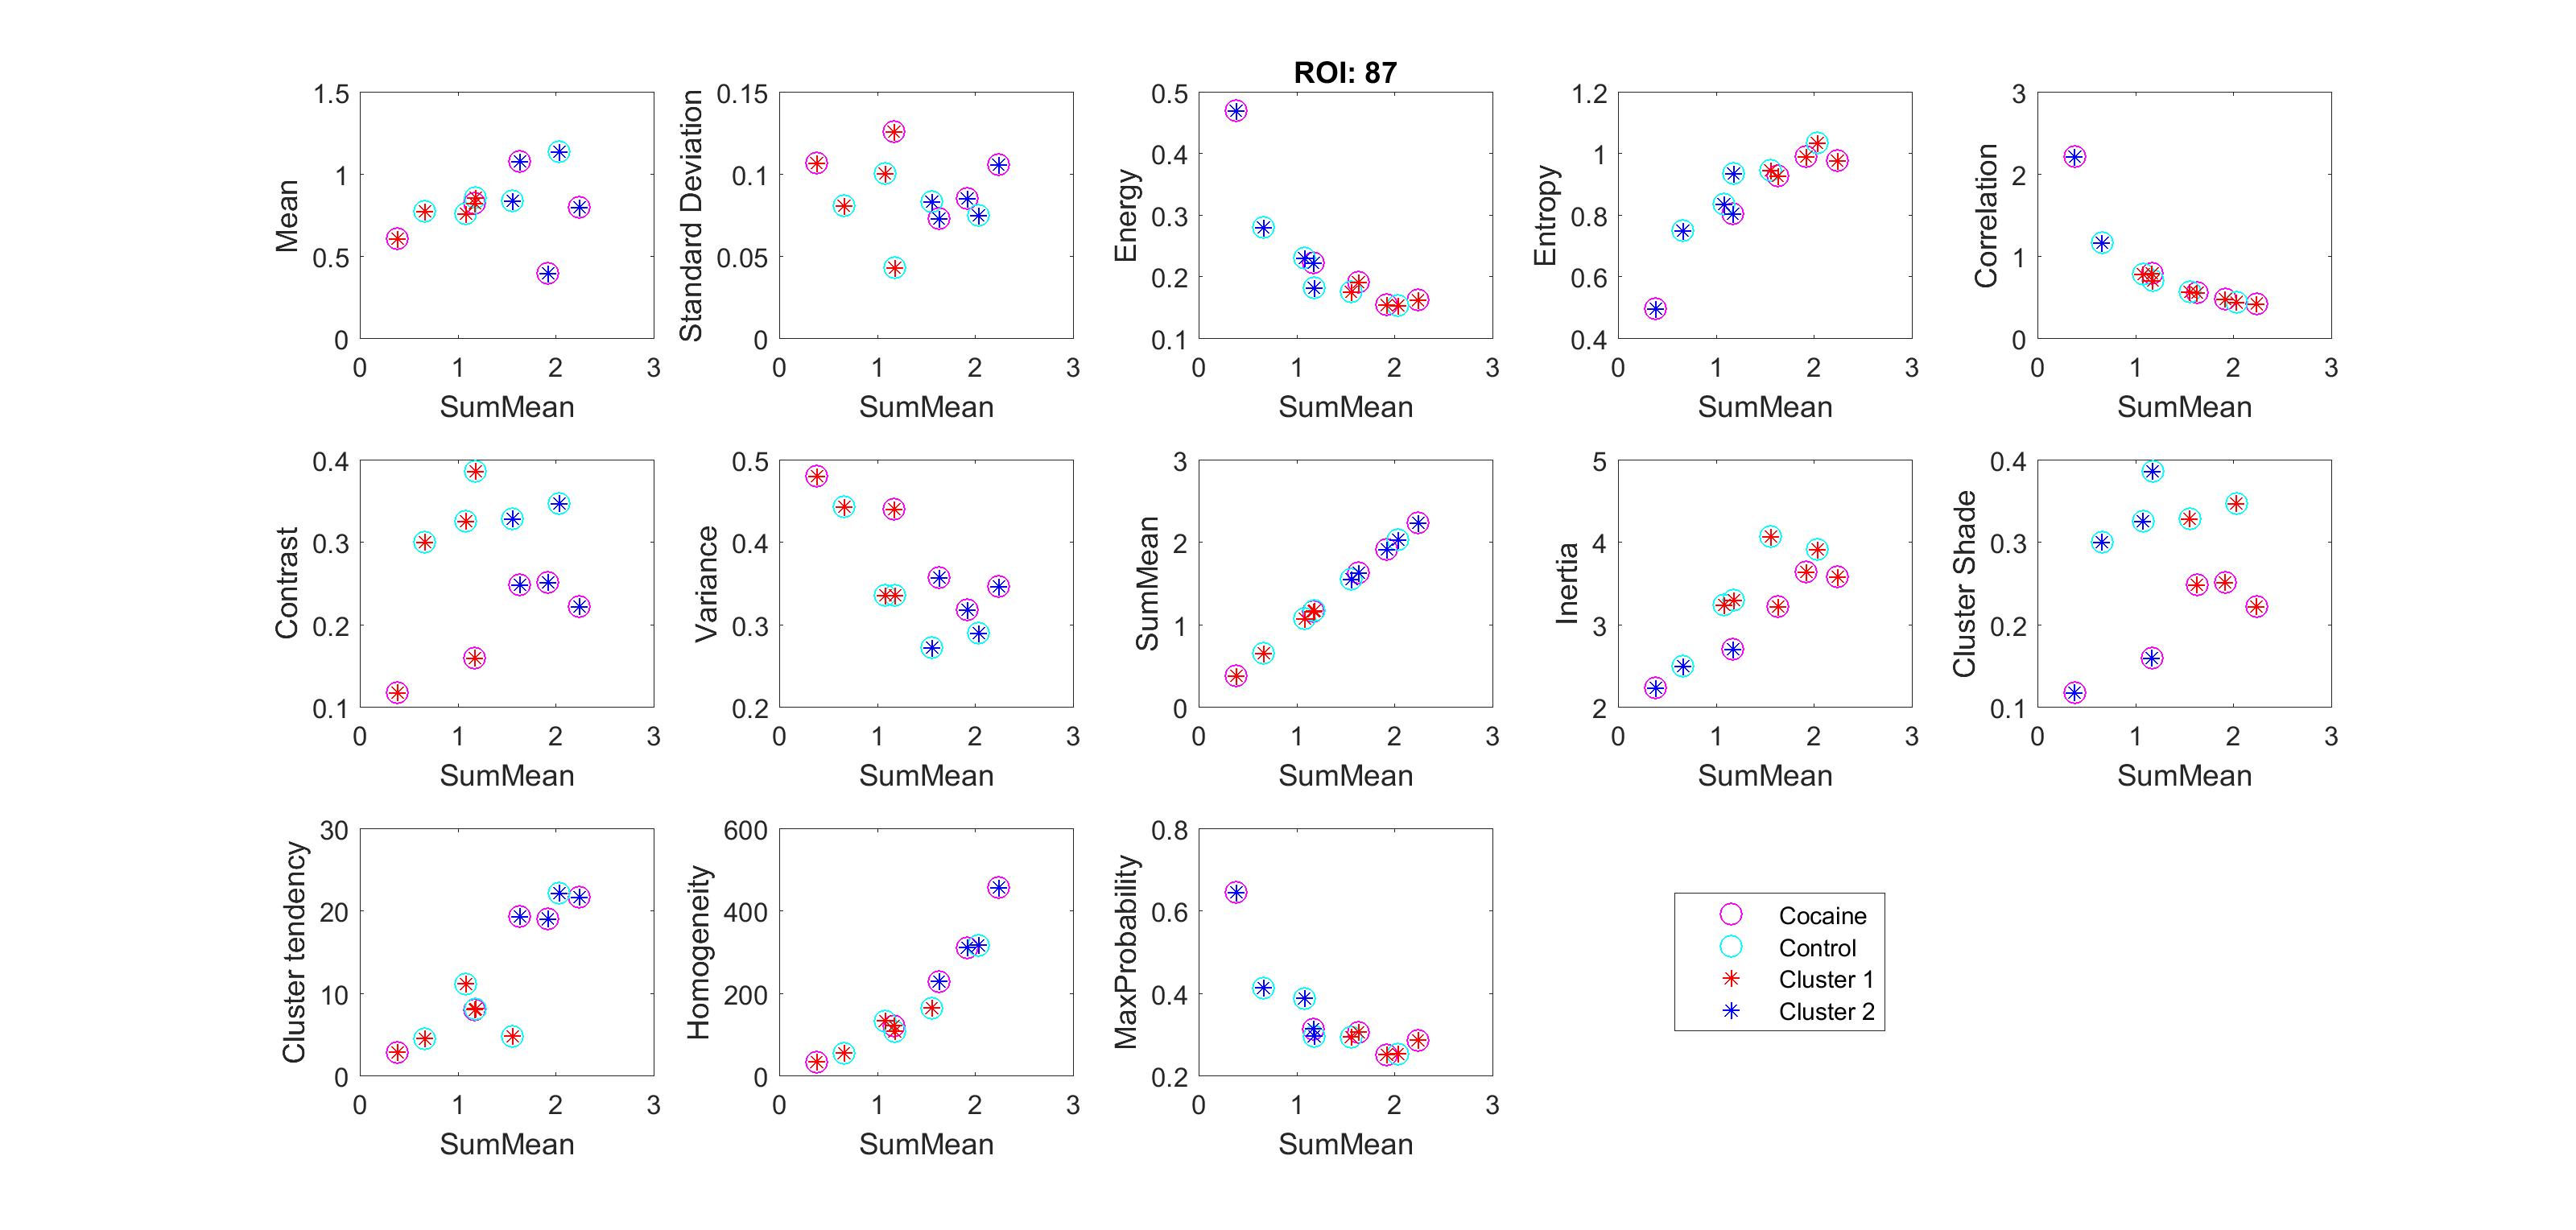 ROI: 87
Mean
1.5
1
0.5
0
0 1 2 3
SumMean
Standard Deviation
0.15
0.1
0.05
0
0 1 2 3
SumMean
Energy
0.5
0.4
0.3
0.2
0.1
0 1 2 3
SumMean
Entropy
1.2
1
0.8
0.6
0.4
0 1 2 3
SumMean
Correlation
3
2
1
0
0 1 2 3
SumMean
Contrast
0.4
0.3
0.2
0.1
0 1 2 3
SumMean
Variance
0.5
0.4
0.3
0.2
0 1 2 3
SumMean
SumMean
3
2
1
0
0 1 2 3
SumMean
Inertia
5
4
3
2
0 1 2 3
SumMean
Cluster Shade
0.4
0.3
0.2
0.1
0 1 2 3
SumMean
Cluster tendency
30
20
10
0
0 1 2 3
SumMean
Homogeneity
600
400
200
0
0 1 2 3
SumMean
MaxProbability
0.8
0.6
0.4
0.2
0 1 2 3
SumMean
Cocaine
Control
Cluster 1
Cluster 2